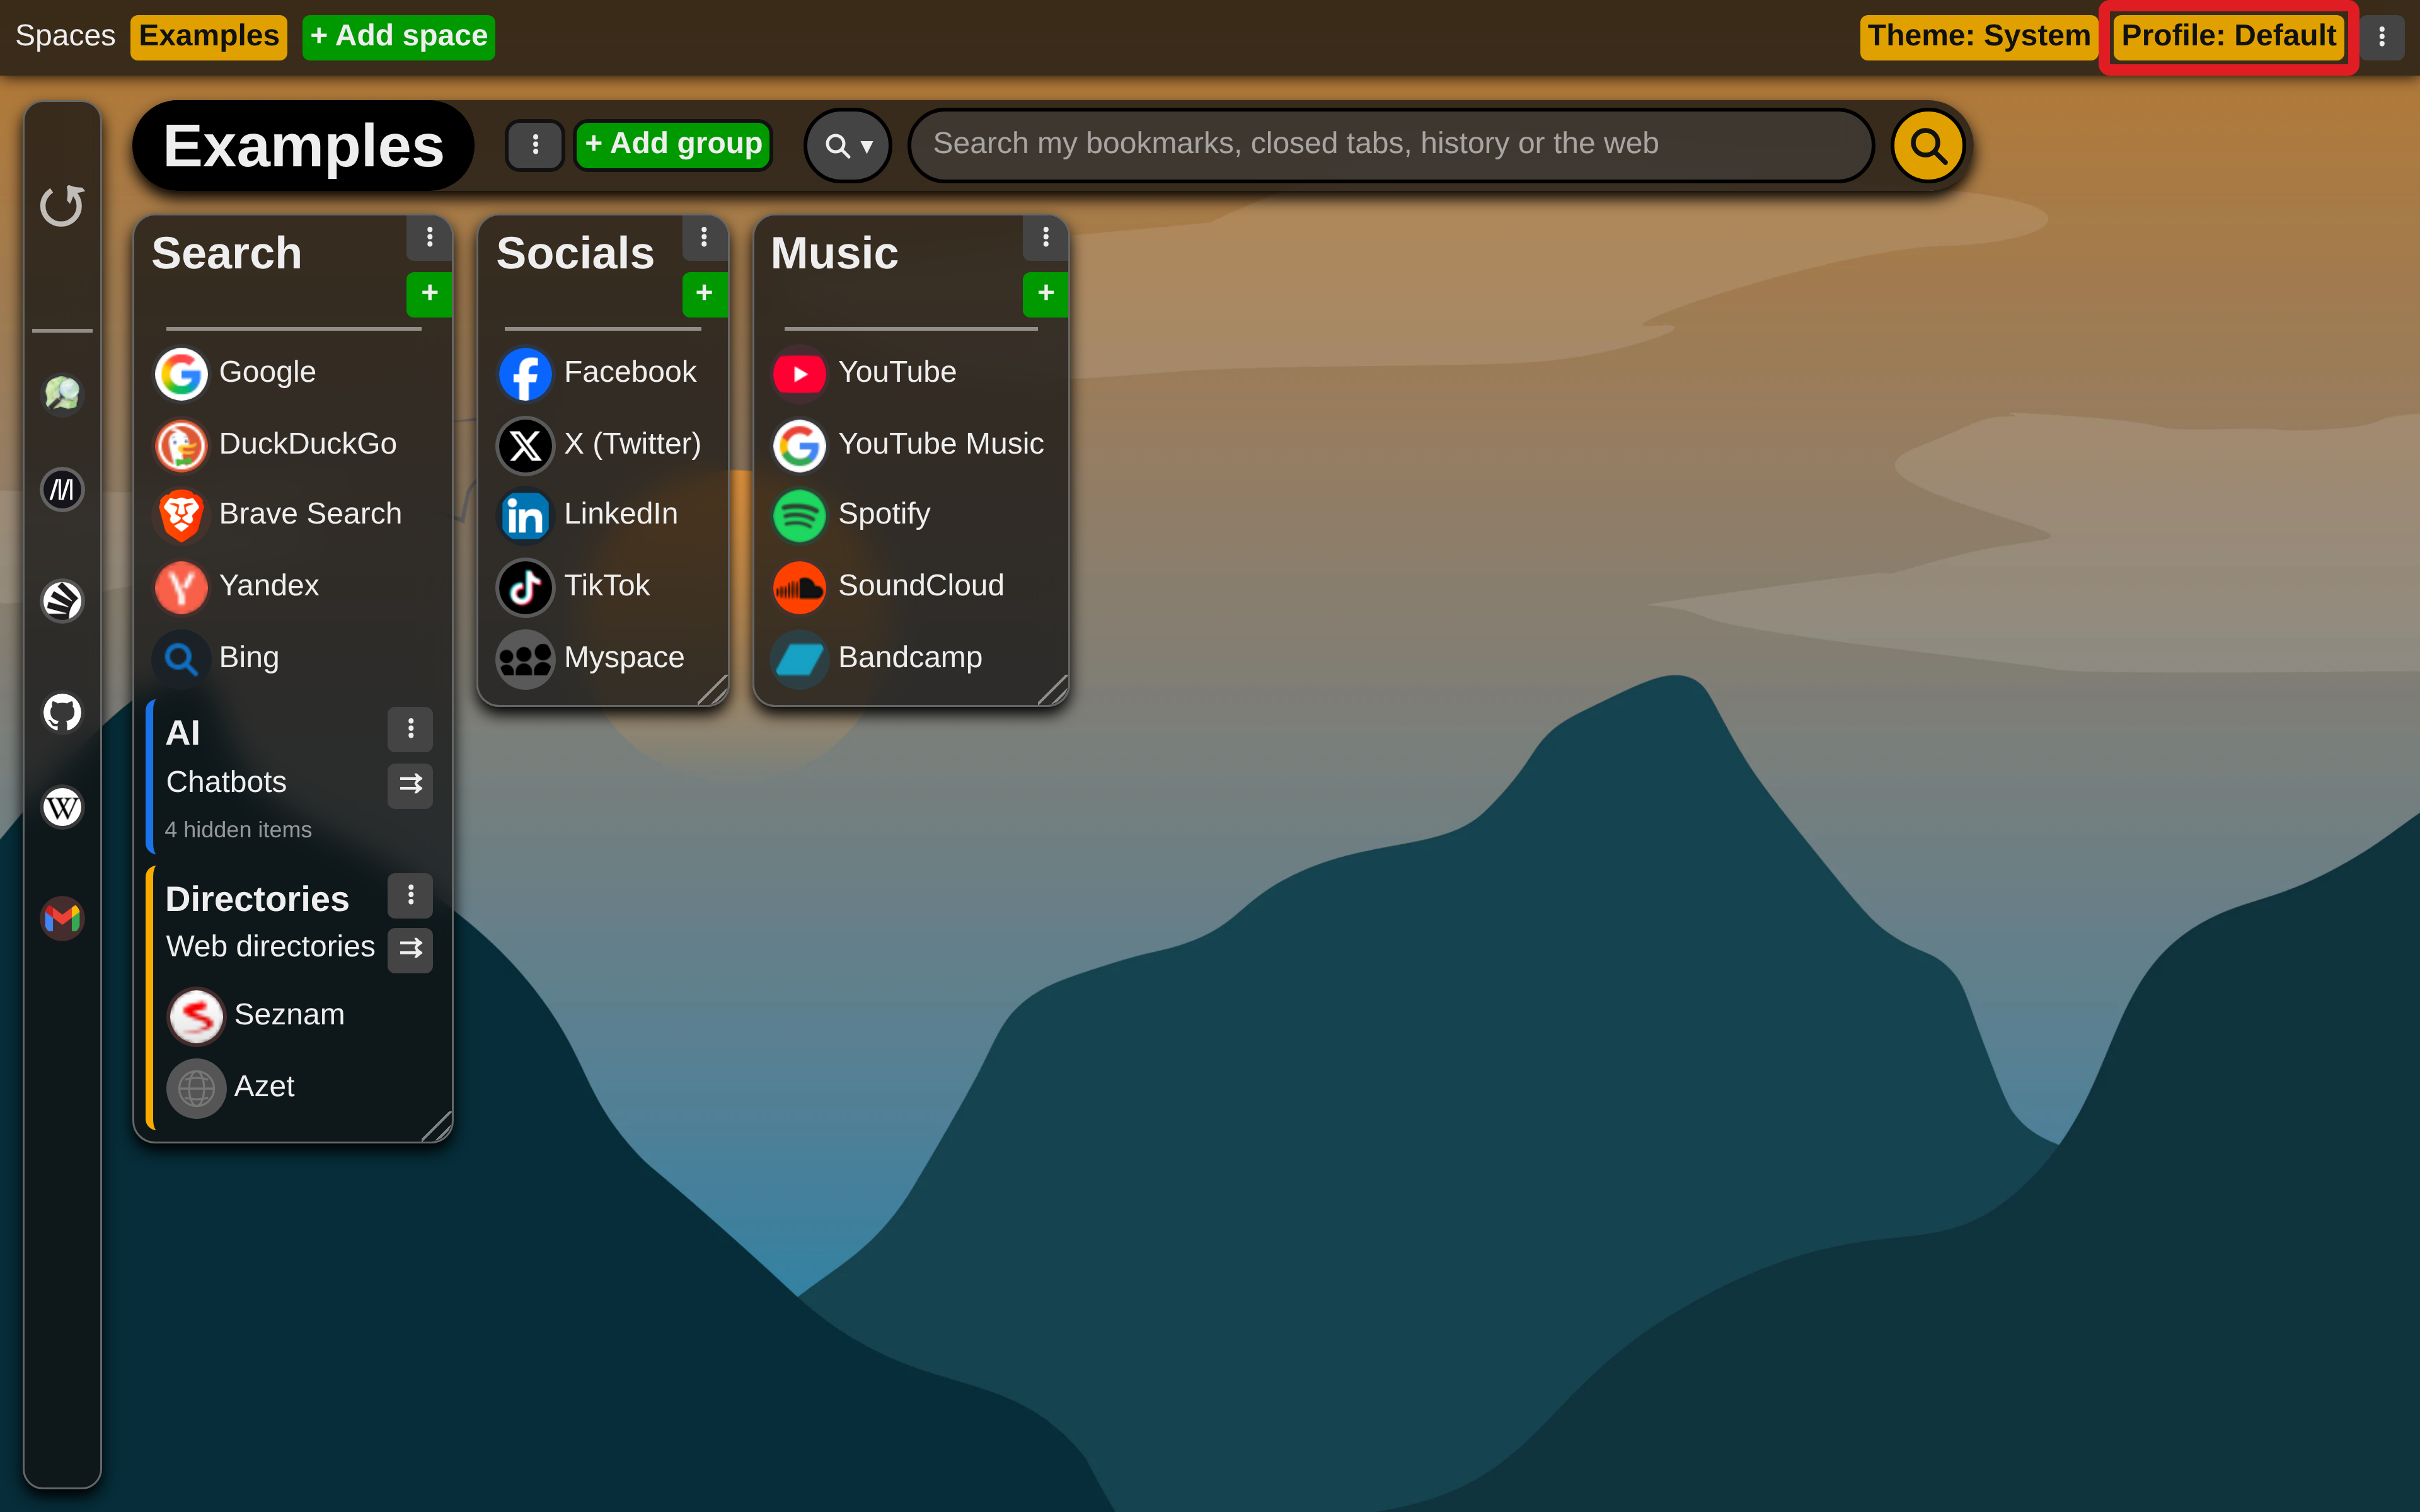 Spaces Examples + Add space Theme: System Profile: Default
Examples + Add group Search my bookmarks, closed tabs, history or the web
Search
Google
DuckDuckGo
Brave Search
Yandex
Bing
AI
Chatbots
4 hidden items
Directories
Web directories
Seznam
Azet
Socials
Facebook
X (Twitter)
LinkedIn
TikTok
Myspace
Music
YouTube
YouTube Music
Spotify
SoundCloud
Bandcamp